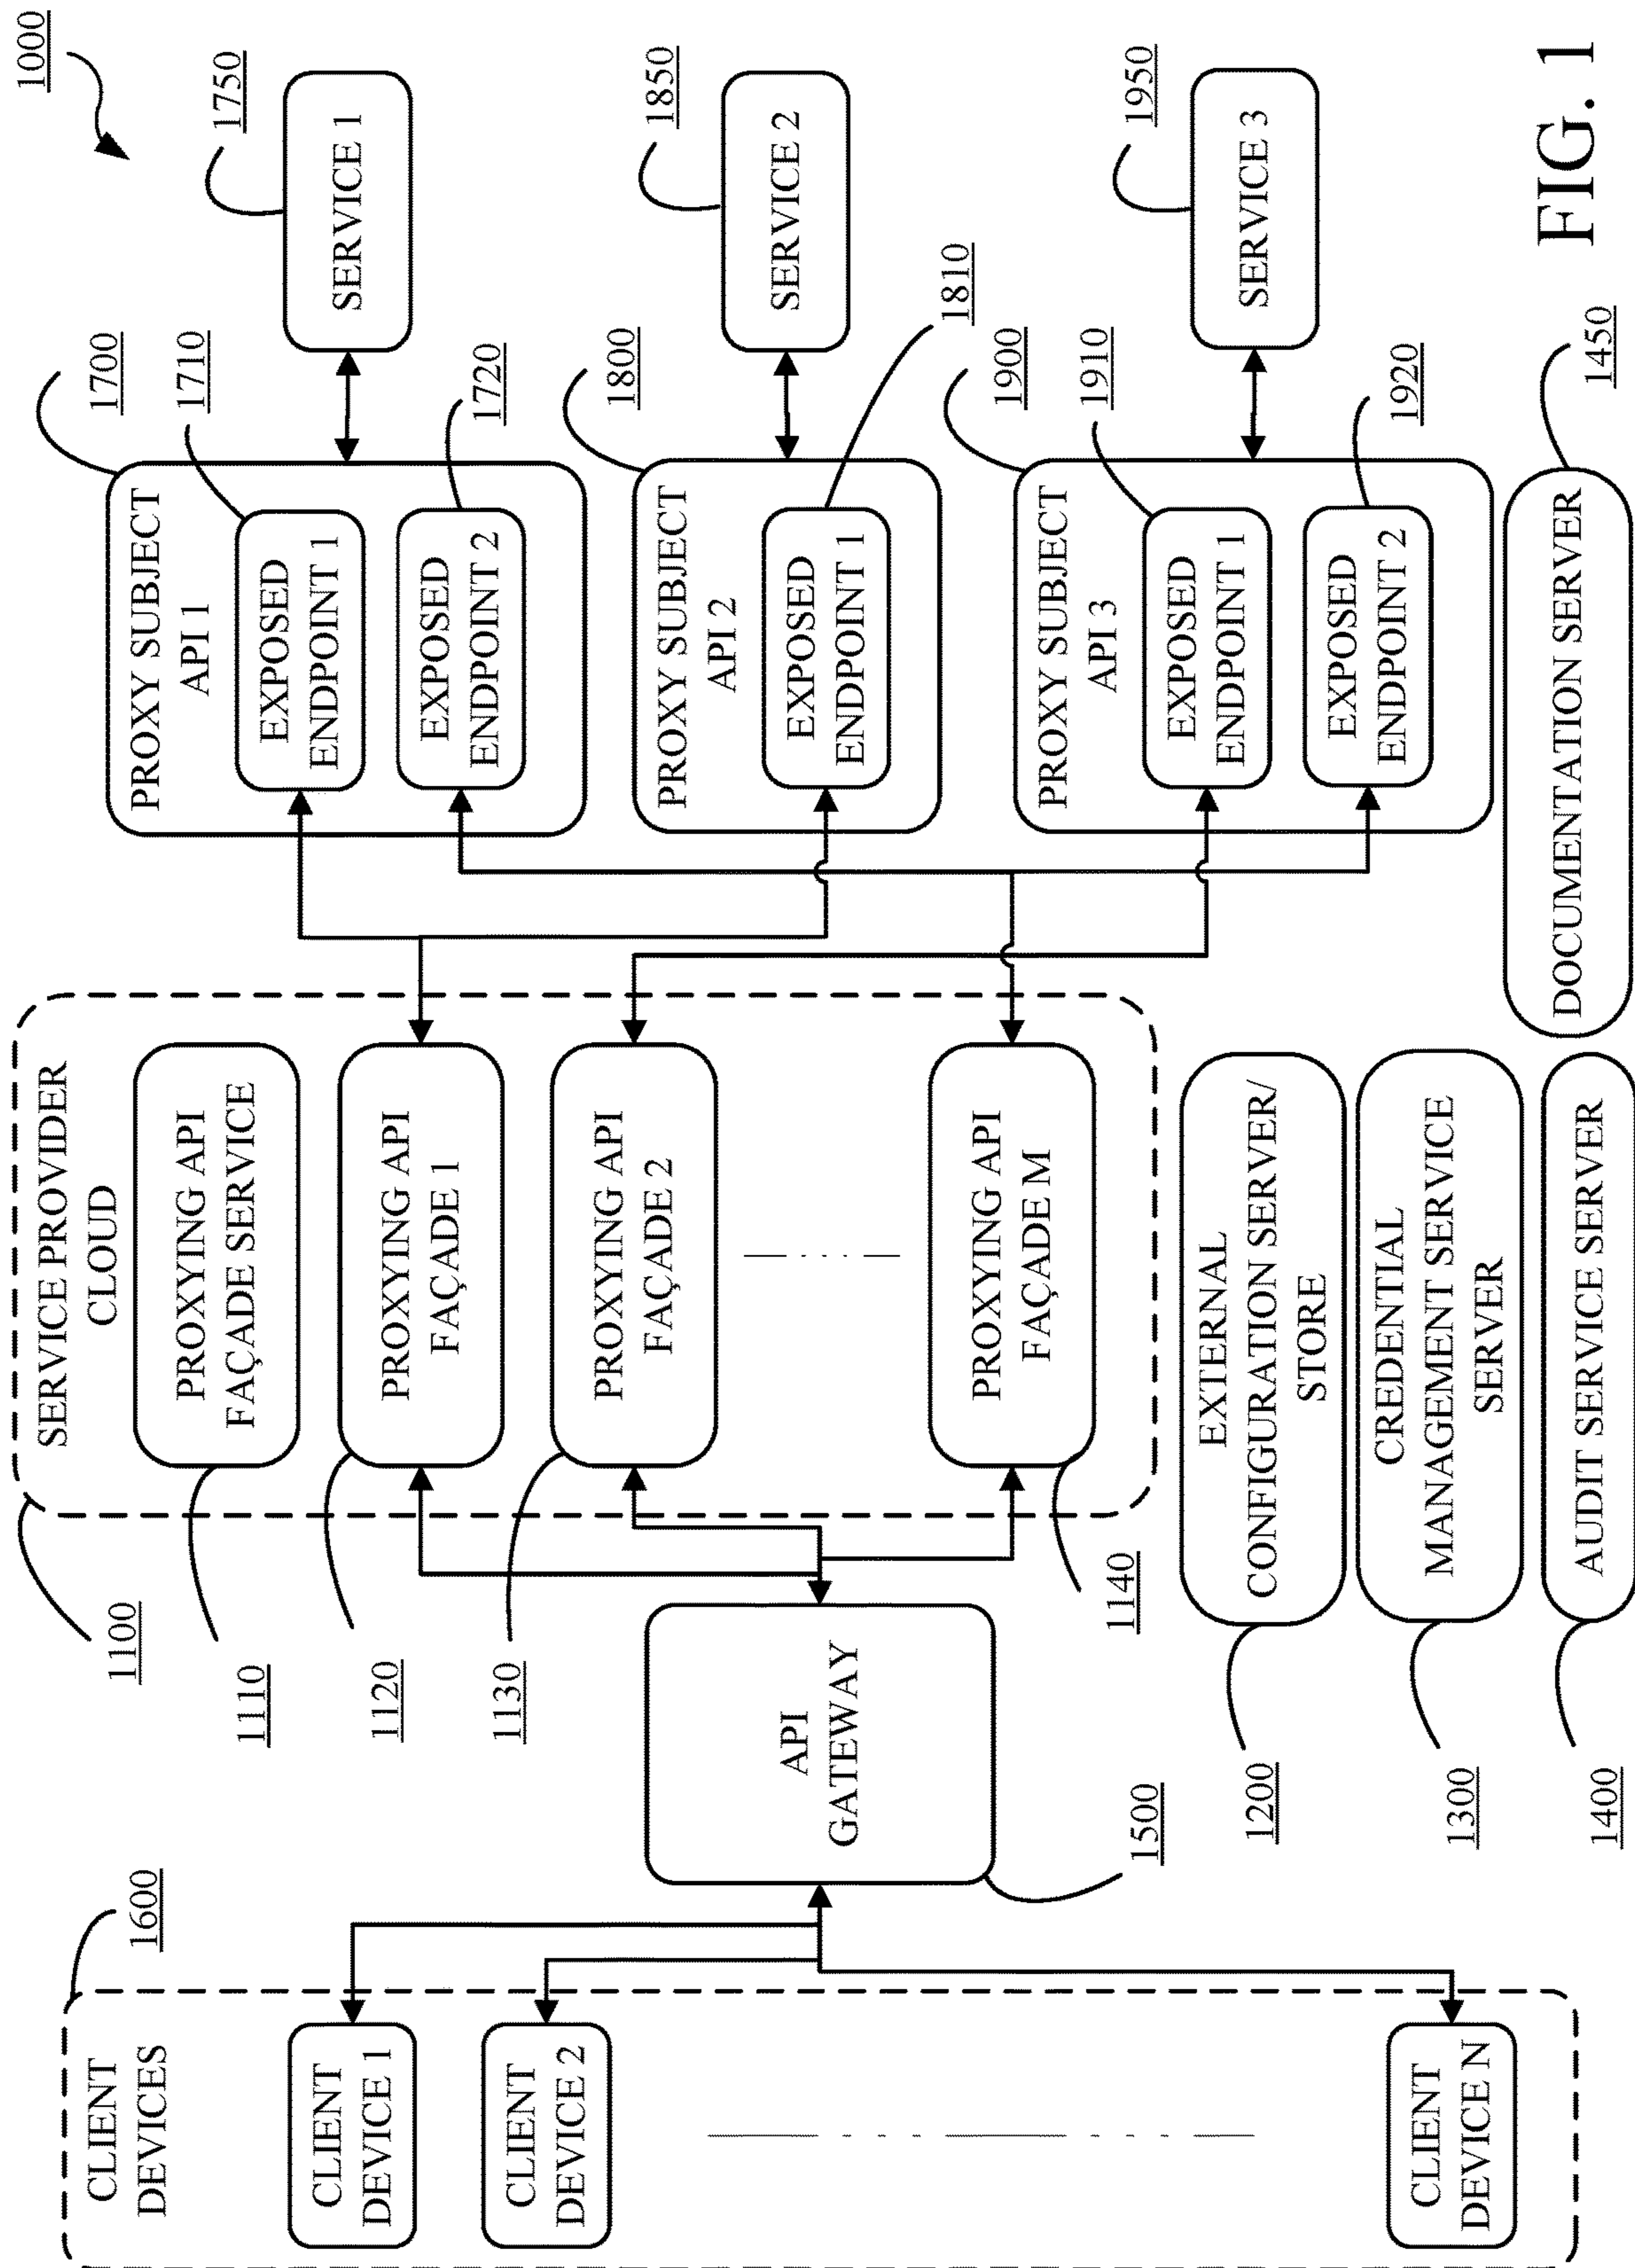 1000
CLIENT
DEVICES
1600
CLIENT
DEVICE 1
CLIENT
DEVICE 2
CLIENT
DEVICE N
API
GATEWAY
1500
SERVICE PROVIDER
CLOUD
1100
PROXYING API
FAÇADE SERVICE
1110
PROXYING API
FAÇADE 1
1120
PROXYING API
FAÇADE 2
1130
PROXYING API
FAÇADE M
1140
EXTERNAL
CONFIGURATION SERVER/
STORE
1200
CREDENTIAL
MANAGEMENT SERVICE
SERVER
1300
AUDIT SERVICE SERVER
1400
DOCUMENTATION SERVER
1450
PROXY SUBJECT
API 1
1700
EXPOSED
ENDPOINT 1
1710
EXPOSED
ENDPOINT 2
1720
SERVICE 1
1750
PROXY SUBJECT
API 2
1800
EXPOSED
ENDPOINT 1
1810
SERVICE 2
1850
PROXY SUBJECT
API 3
1900
EXPOSED
ENDPOINT 1
1910
EXPOSED
ENDPOINT 2
1920
SERVICE 3
1950
FIG. 1